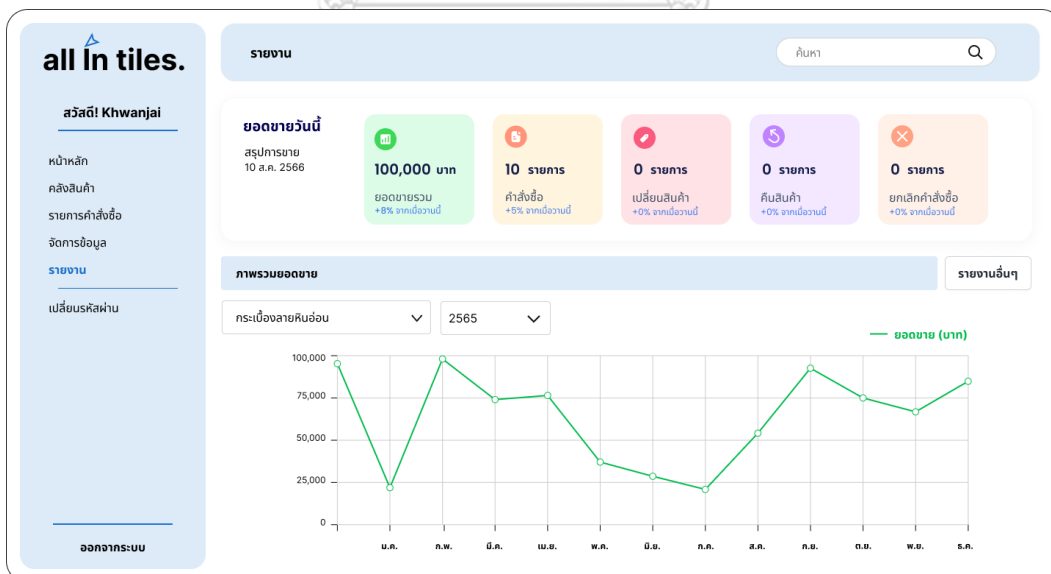 all in tiles.
สวัสดี! Khwanjai
หน้าหลัก
คลังสินค้า
รายการคำสั่งซื้อ
จัดการข้อมูล
รายงาน
เปลี่ยนรหัสผ่าน
ออกจากระบบ
รายงาน
ค้นหา
ยอดขายวันนี้
สรุปการขาย
10 ส.ค. 2566
100,000 บาท
ยอดขายรวม
+8% จากเมื่อวานนี้
10 รายการ
คำสั่งซื้อ
+5% จากเมื่อวานนี้
0 รายการ
เปลี่ยนสินค้า
+0% จากเมื่อวานนี้
0 รายการ
คืนสินค้า
+0% จากเมื่อวานนี้
0 รายการ
ยกเลิกคำสั่งซื้อ
+0% จากเมื่อวานนี้
ภาพรวมยอดขาย
รายงานอื่นๆ
กระเบื้องลายหินอ่อน
2565
ยอดขาย (บาท)
100,000
75,000
50,000
25,000
0
ม.ค. ก.พ. มี.ค. เม.ย. พ.ค. มิ.ย. ก.ค. ส.ค. ก.ย. ต.ย. พ.ย. ธ.ค.